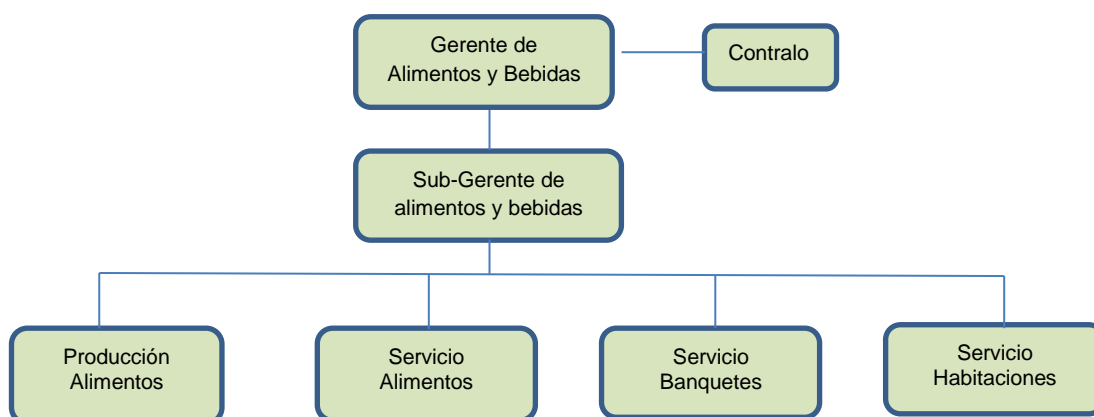 Gerente de
Alimentos y Bebidas
Contralo
Sub-Gerente de
alimentos y bebidas
Producción
Alimentos
Servicio
Alimentos
Servicio
Banquetes
Servicio
Habitaciones